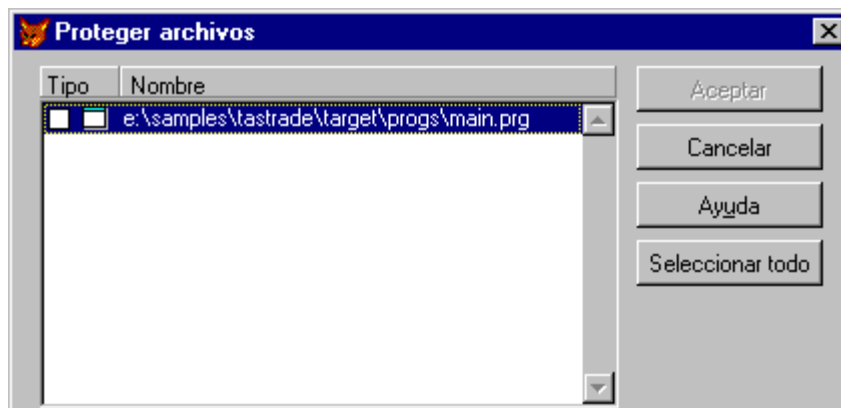 Proteger archivos
Tipo Nombre
e:\samples\tastrade\target\progs\main.prg
Aceptar
Cancelar
Ayuda
Seleccionar todo